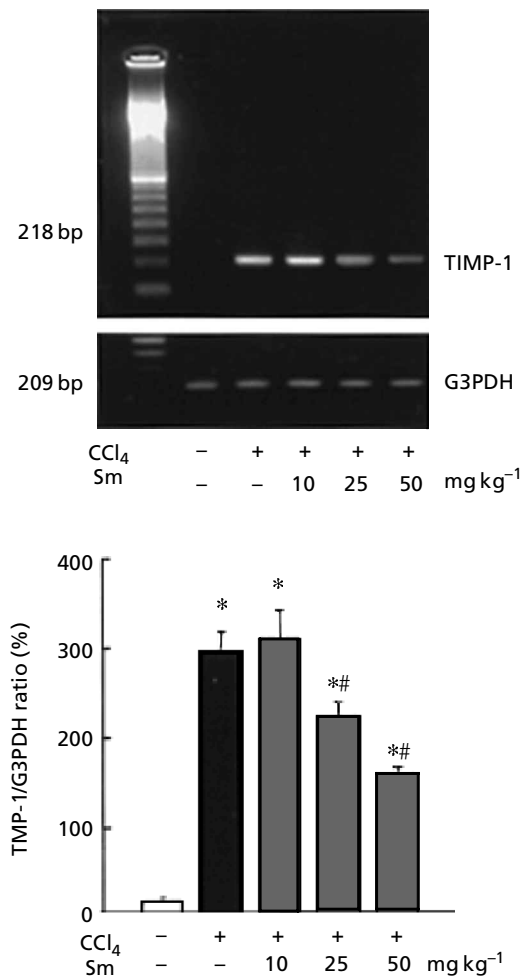 218 bp
TIMP-1
209 bp
G3PDH
CCl₄ – + + + +
Sm – – 10 25 50 mg kg⁻¹
TMP-1/G3PDH ratio (%)
400
300
200
100
0
* * *# *#
CCl₄ – + + + +
Sm – – 10 25 50 mg kg⁻¹